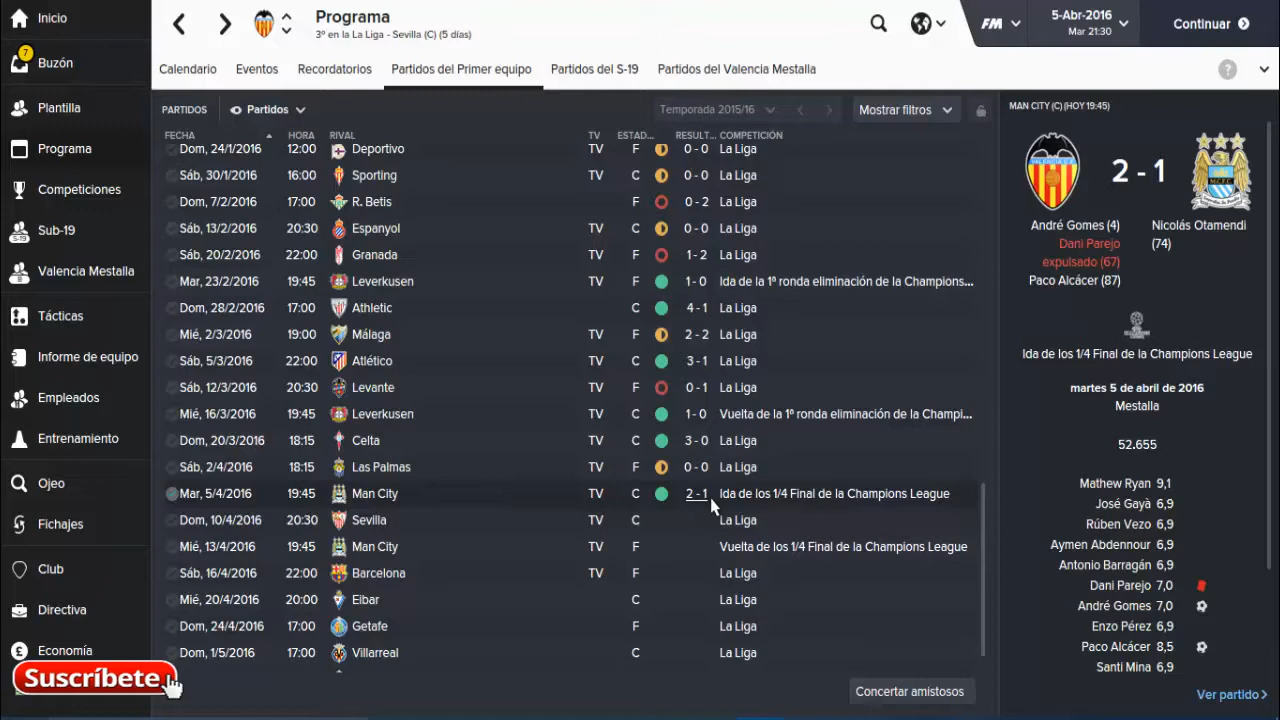 Inicio
7
Buzón
Plantilla
Programa
Competiciones
S-19
Sub-19
Valencia Mestalla
Tácticas
Informe de equipo
Empleados
Entrenamiento
Ojeo
Fichajes
Club
Directiva
£ Economía
Suscríbete
Programa
3º en la La Liga - Sevilla (C) (5 días)
FM
5-Abr-2016
Mar 21:30
Continuar
Calendario Eventos Recordatorios Partidos del Primer equipo Partidos del S-19 Partidos del Valencia Mestalla
?
PARTIDOS Partidos Temporada 2015/16 Mostrar filtros
FECHA HORA RIVAL TV ESTAD... RESULT... COMPETICIÓN
Dom, 24/1/2016 12:00 Deportivo TV F 0 - 0 La Liga
Sáb, 30/1/2016 16:00 Sporting TV C 0 - 0 La Liga
Dom, 7/2/2016 17:00 R. Betis F 0 - 2 La Liga
Sáb, 13/2/2016 20:30 Espanyol TV C 0 - 0 La Liga
Sáb, 20/2/2016 22:00 Granada TV F 1 - 2 La Liga
Mar, 23/2/2016 19:45 Leverkusen TV F 1 - 0 Ida de la 1ª ronda eliminación de la Champions...
Dom, 28/2/2016 17:00 Athletic C 4 - 1 La Liga
Mié, 2/3/2016 19:00 Málaga TV F 2 - 2 La Liga
Sáb, 5/3/2016 22:00 Atlético TV C 3 - 1 La Liga
Sáb, 12/3/2016 20:30 Levante TV F 0 - 1 La Liga
Mié, 16/3/2016 19:45 Leverkusen TV C 1 - 0 Vuelta de la 1ª ronda eliminación de la Champi...
Dom, 20/3/2016 18:15 Celta TV C 3 - 0 La Liga
Sáb, 2/4/2016 18:15 Las Palmas TV F 0 - 0 La Liga
Mar, 5/4/2016 19:45 Man City TV C 2 - 1 Ida de los 1/4 Final de la Champions League
Dom, 10/4/2016 20:30 Sevilla TV C La Liga
Mié, 13/4/2016 19:45 Man City TV F Vuelta de los 1/4 Final de la Champions League
Sáb, 16/4/2016 22:00 Barcelona TV F La Liga
Mié, 20/4/2016 20:00 Eibar C La Liga
Dom, 24/4/2016 17:00 Getafe F La Liga
Dom, 1/5/2016 17:00 Villarreal C La Liga
Concertar amistosos
MAN CITY (C) (HOY 19:45)
2 - 1
André Gomes (4)
Dani Parejo
expulsado (67)
Paco Alcácer (87)
Nicolás Otamendi
(74)
Ida de los 1/4 Final de la Champions League
martes 5 de abril de 2016
Mestalla
52.655
Mathew Ryan 9,1
José Gayà 6,9
Rúben Vezo 6,9
Aymen Abdennour 6,9
Antonio Barragán 6,9
Dani Parejo 7,0
André Gomes 7,0
Enzo Pérez 6,9
Paco Alcácer 8,5
Santi Mina 6,9
Ver partido